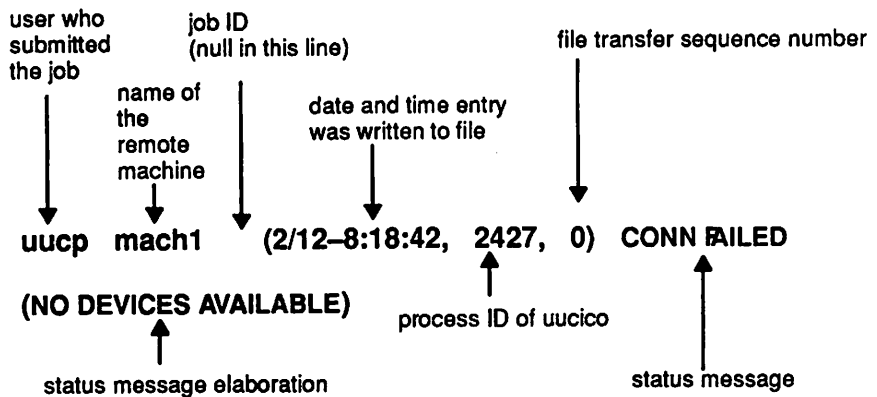 user who
submitted
the job
job ID
(null in this line)
file transfer sequence number
name of
the
remote
machine
date and time entry
was written to file
uucp mach1 (2/12–8:18:42, 2427, 0) CONN FAILED
(NO DEVICES AVAILABLE)
process ID of uucico
status message elaboration
status message